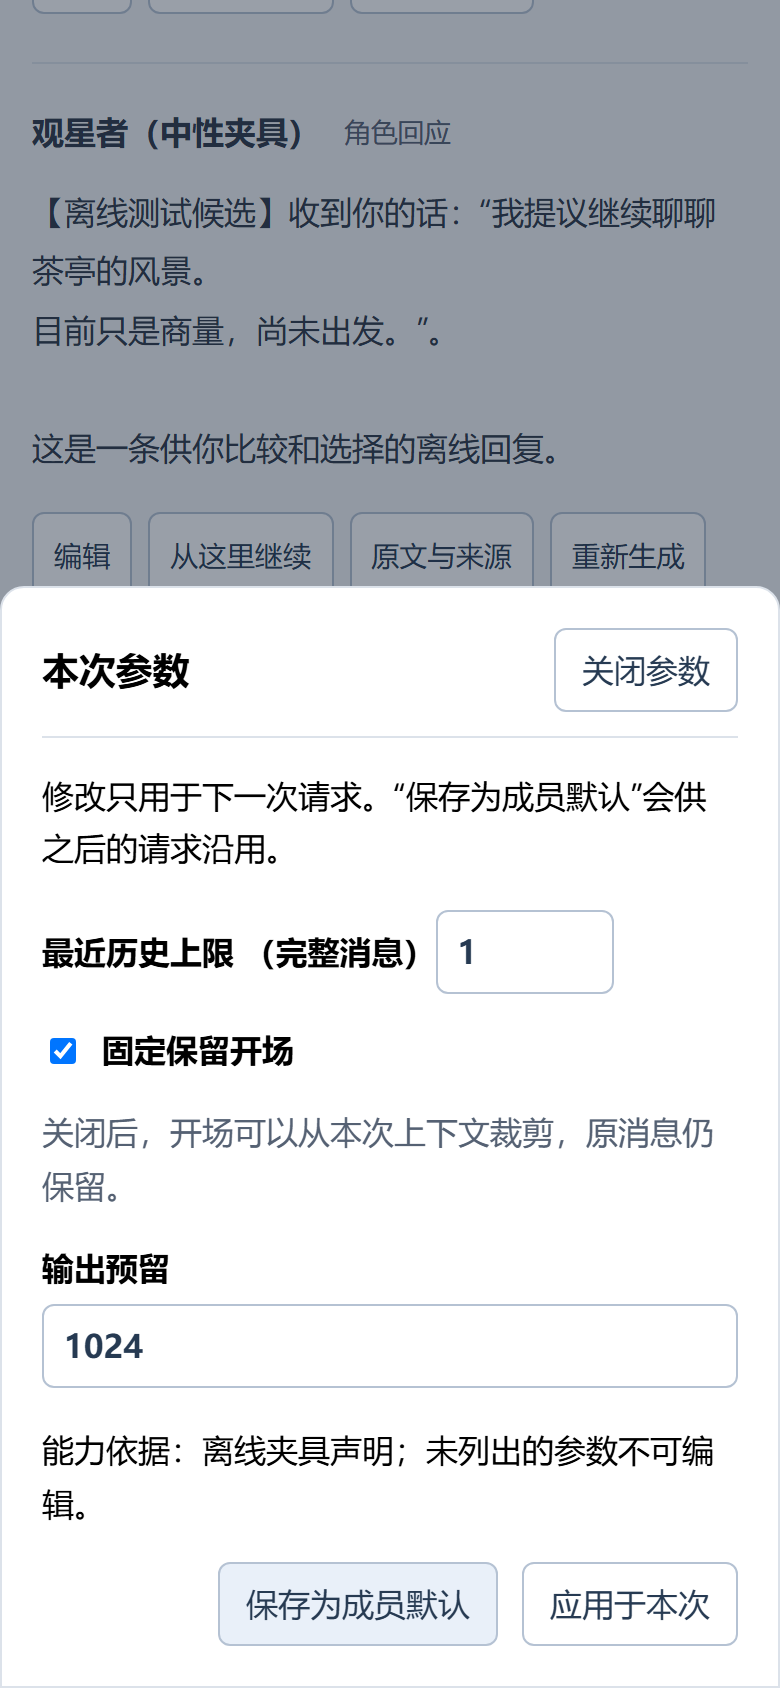 观星者（中性夹具） 角色回应
【离线测试候选】收到你的话：“我提议继续聊聊
茶亭的风景。
目前只是商量，尚未出发。”。
这是一条供你比较和选择的离线回复。
编辑 从这里继续 原文与来源 重新生成
本次参数 关闭参数
修改只用于下一次请求。“保存为成员默认”会供
之后的请求沿用。
最近历史上限 （完整消息） 1
固定保留开场
关闭后，开场可以从本次上下文裁剪，原消息仍
保留。
输出预留
1024
能力依据：离线夹具声明；未列出的参数不可编
辑。
保存为成员默认 应用于本次